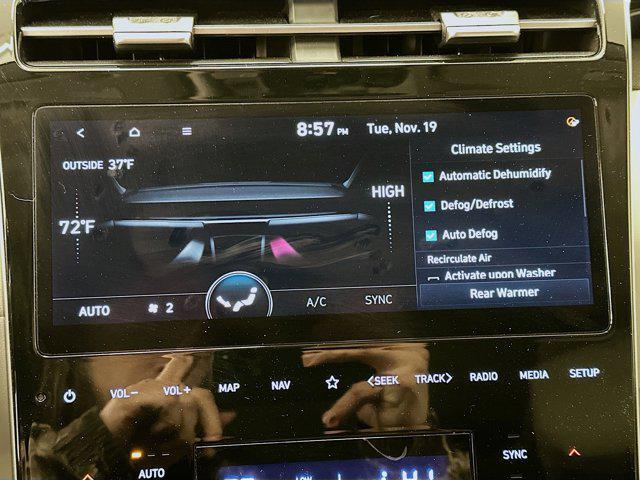 8:57 PM Tue, Nov. 19
OUTSIDE 37°F
72°F
HIGH
AUTO 2 A/C SYNC
Climate Settings
Automatic Dehumidify
Defog/Defrost
Auto Defog
Recirculate Air
Activate upon Washer
Rear Warmer
VOL- VOL+ MAP NAV <SEEK TRACK> RADIO MEDIA SETUP
AUTO
LOW
SYNC